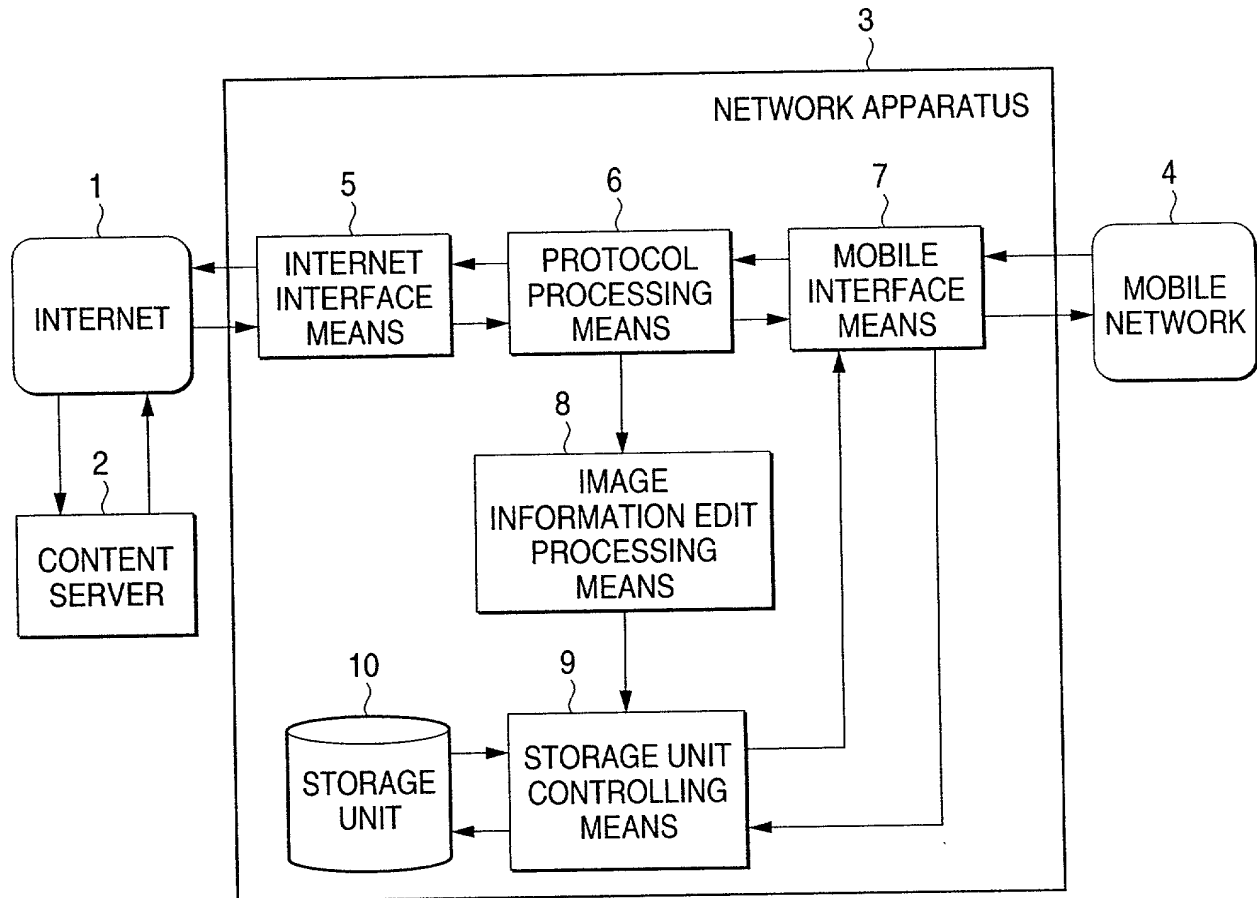 3
NETWORK APPARATUS
1
INTERNET
5
INTERNET
INTERFACE
MEANS
6
PROTOCOL
PROCESSING
MEANS
7
MOBILE
INTERFACE
MEANS
4
MOBILE
NETWORK
2
CONTENT
SERVER
8
IMAGE
INFORMATION EDIT
PROCESSING
MEANS
10
STORAGE
UNIT
9
STORAGE UNIT
CONTROLLING
MEANS